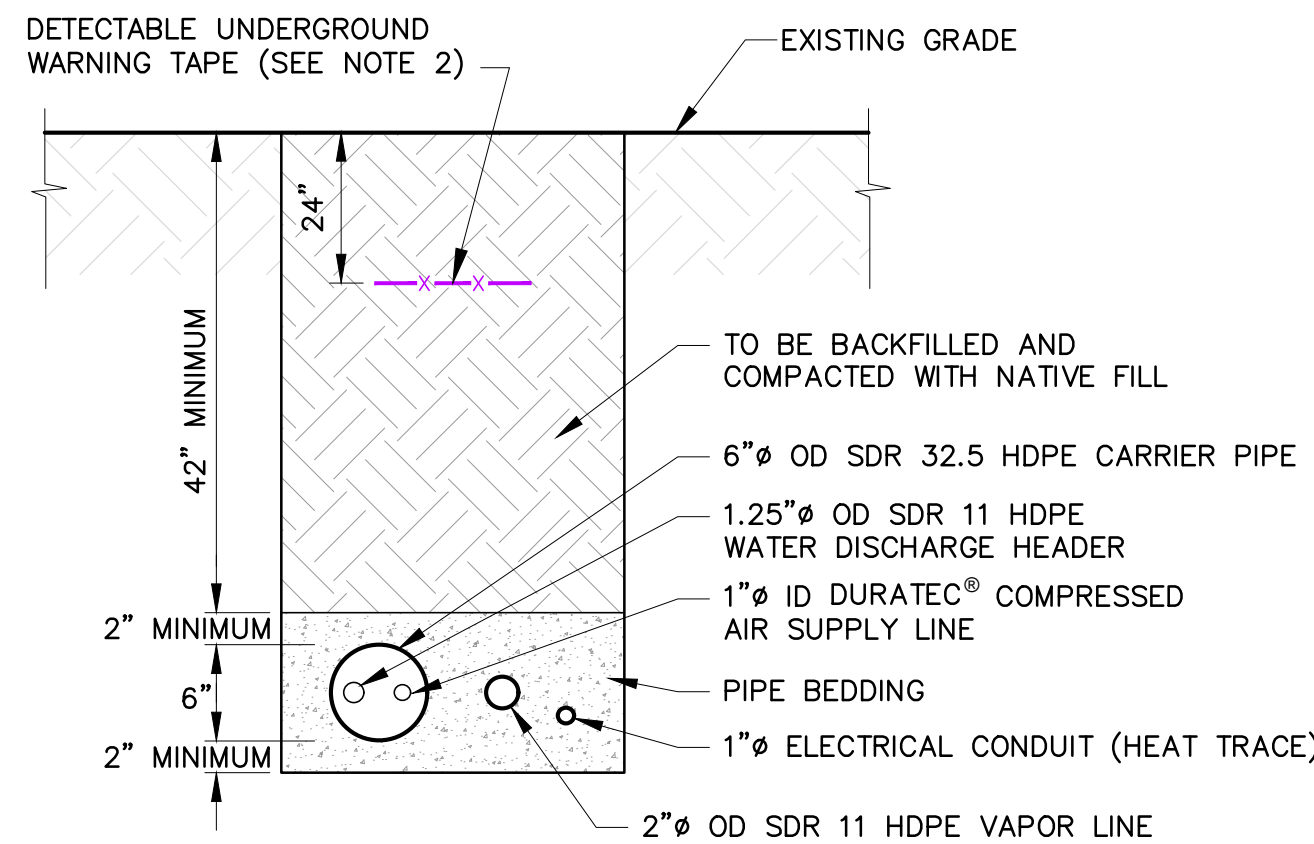 DETECTABLE UNDERGROUND
WARNING TAPE (SEE NOTE 2)
EXISTING GRADE
24"
42" MINIMUM
TO BE BACKFILLED AND
COMPACTED WITH NATIVE FILL
6"ø OD SDR 32.5 HDPE CARRIER PIPE
1.25"ø OD SDR 11 HDPE
WATER DISCHARGE HEADER
1"ø ID DURATEC® COMPRESSED
AIR SUPPLY LINE
2" MINIMUM
6"
2" MINIMUM
PIPE BEDDING
1"ø ELECTRICAL CONDUIT (HEAT TRACE)
2"ø OD SDR 11 HDPE VAPOR LINE
X X